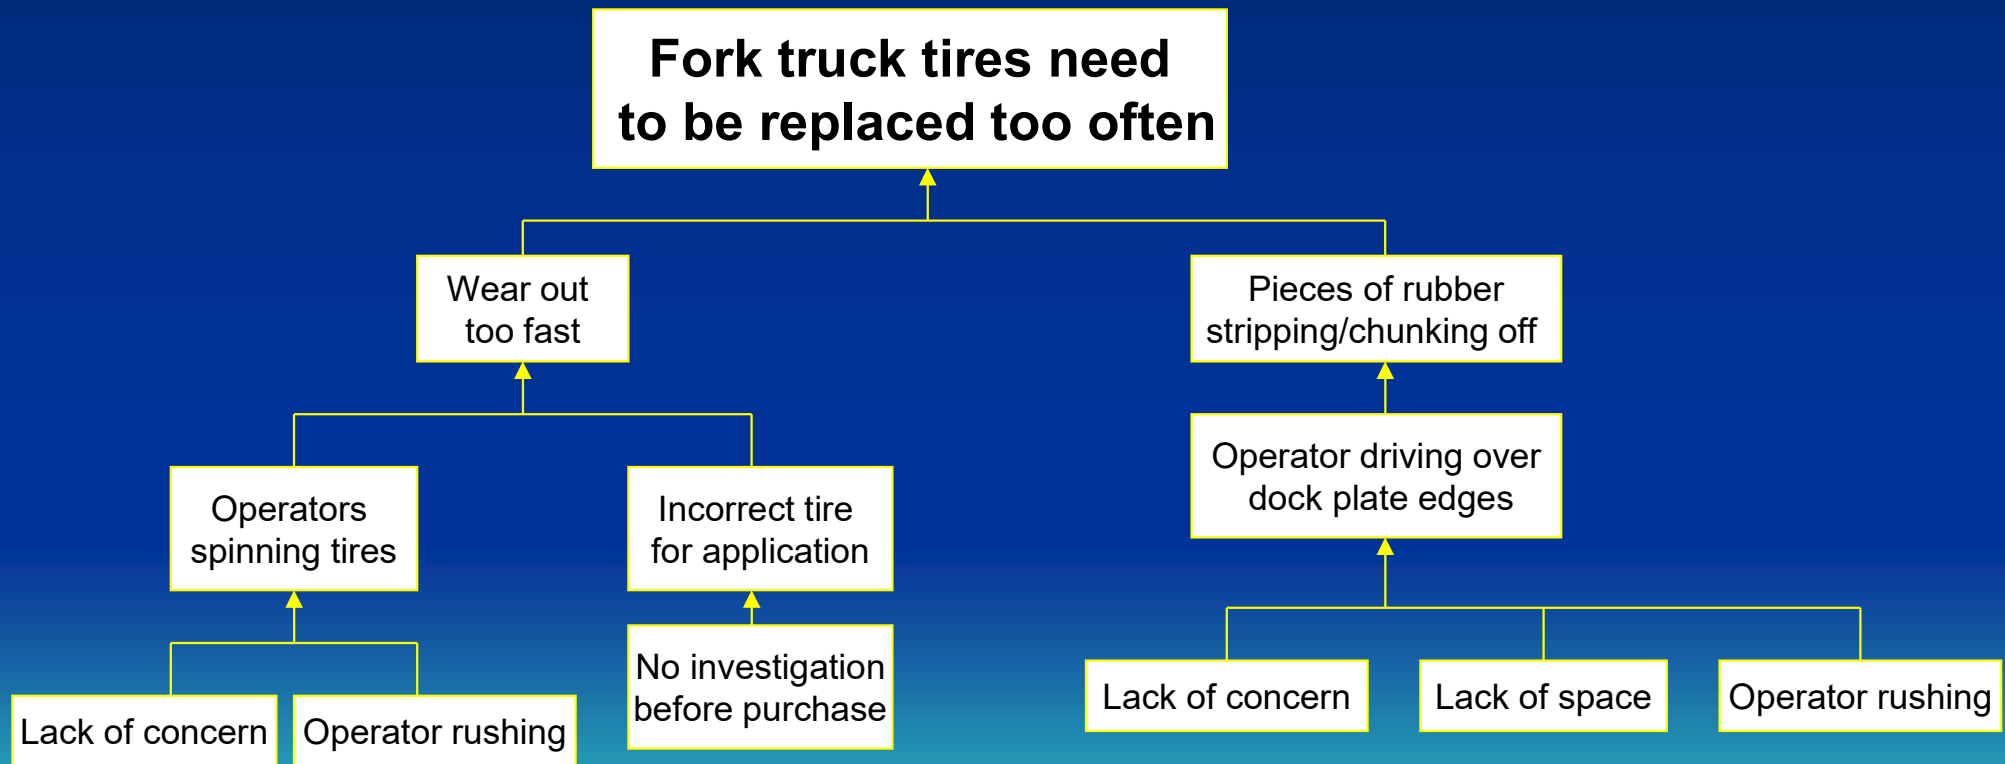 Fork truck tires need
to be replaced too often
Wear out
too fast
Pieces of rubber
stripping/chunking off
Operator driving over
dock plate edges
Operators
spinning tires
Incorrect tire
for application
No investigation
before purchase
Lack of concern
Operator rushing
Lack of concern
Lack of space
Operator rushing